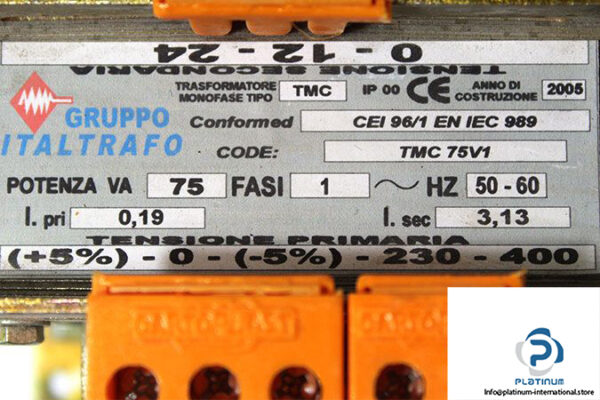 0 - 12 - 24
TENSIONE SECONDARIA
TRASFORMATORE MONOFASE TIPO TMC IP 00 CE ANNO DI COSTRUZIONE 2005
GRUPPO ITALTRAFO
Conformed CEI 96/1 EN IEC 989
CODE: TMC 75V1
POTENZA VA 75 FASI 1 ~ HZ 50 - 60
I. pri 0,19 I. sec 3,13
TENSIONE PRIMARIA
(+5%) - 0 - (-5%) - 230 - 400
CABUR
PLATINUM
info@platinum-international.store